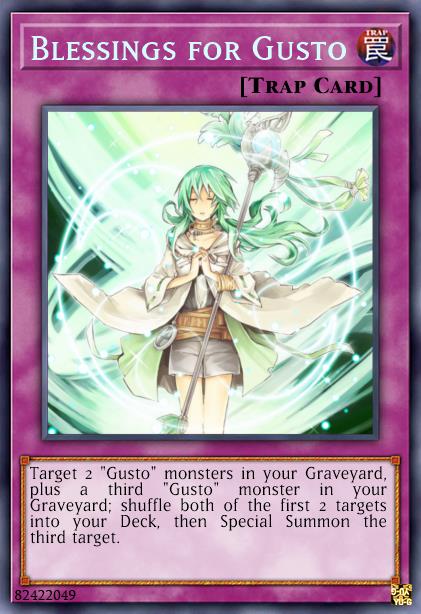 BLESSINGS FOR GUSTO
TRAP
罠
[TRAP CARD]
Target 2 "Gusto" monsters in your Graveyard,
plus a third "Gusto" monster in your
Graveyard; shuffle both of the first 2 targets
into your Deck, then Special Summon the
third target.
82422049